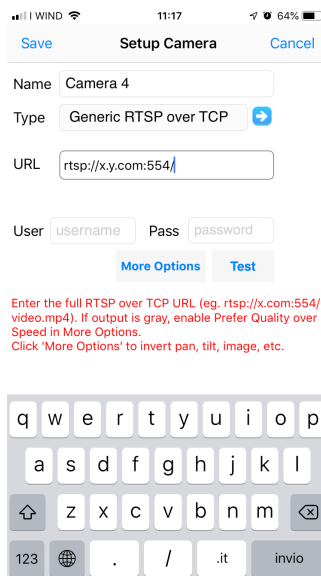 I WIND 11:17 64%
Save Setup Camera Cancel
Name Camera 4
Type Generic RTSP over TCP
URL rtsp://x.y.com:554/
User username Pass password
More Options Test
Enter the full RTSP over TCP URL (eg. rtsp://x.com:554/
video.mp4). If output is gray, enable Prefer Quality over
Speed in More Options.
Click 'More Options' to invert pan, tilt, image, etc.
q w e r t y u i o p
a s d f g h j k l
z x c v b n m
123 . / .it invio